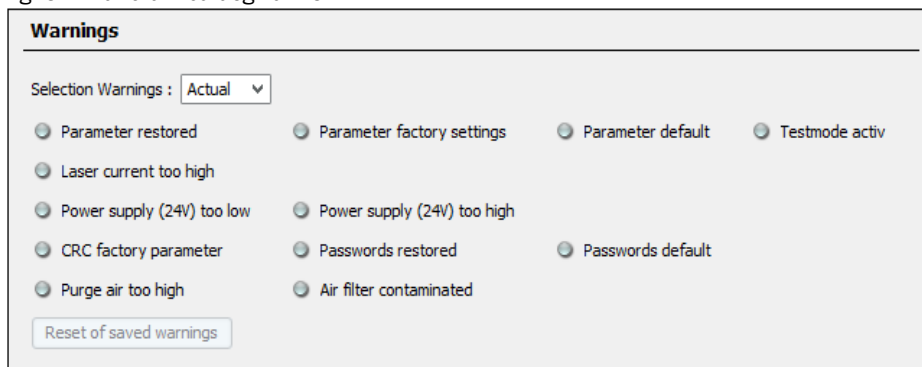 Warnings
Selection Warnings : Actual
Parameter restored Parameter factory settings Parameter default Testmode activ
Laser current too high
Power supply (24V) too low Power supply (24V) too high
CRC factory parameter Passwords restored Passwords default
Purge air too high Air filter contaminated
Reset of saved warnings